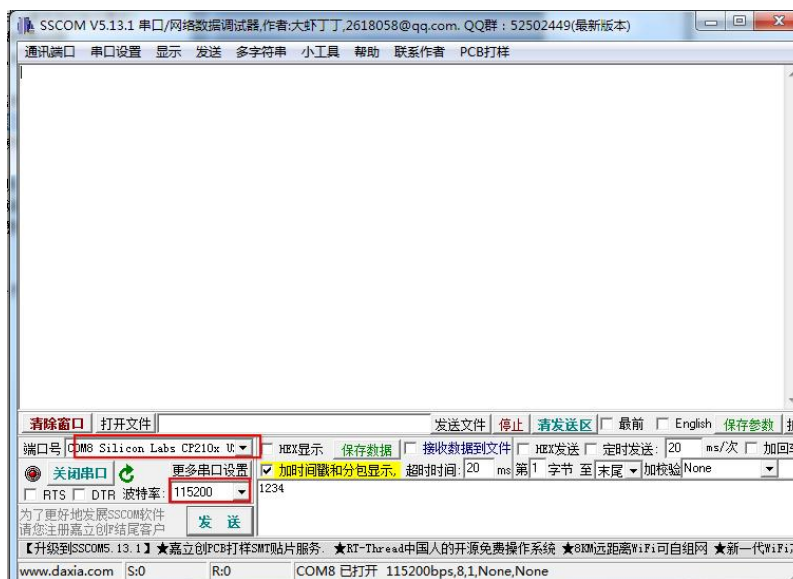 SSCOM V5.13.1 串口/网络数据调试器,作者:大虾丁丁,2618058@qq.com. QQ群：52502449(最新版本)
通讯端口 串口设置 显示 发送 多字符串 小工具 帮助 联系作者 PCB打样
清除窗口 打开文件 发送文件 停止 清发送区 最前 English 保存参数
端口号 COM8 Silicon Labs CP210x U HEX显示 保存数据 接收数据到文件 HEX发送 定时发送: 20 ms/次 加回车
关闭串口 更多串口设置 加时间戳和分包显示, 超时时间: 20 ms 第1 字节 至 末尾 加校验 None
RTS DTR 波特率: 115200 1234
为了更好地发展SSCOM软件
请您注册嘉立创F结尾客户
发 送
【升级到SSCOM5.13.1】★嘉立创PCB打样SMT贴片服务. ★RT-Thread中国人的开源免费操作系统 ★8KM远距离WiFi可自组网 ★新一代WiFi
www.daxia.com S:0 R:0 COM8 已打开 115200bps,8,1,None,None